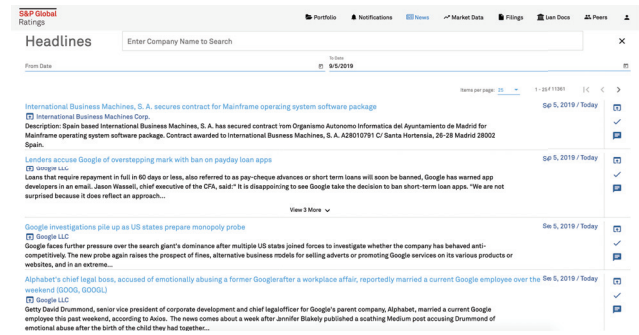 S&P Global
Ratings
Portfolio Notifications News Market Data Filings Lian Docs Peers
Headlines
Enter Company Name to Search
To Date
From Date
9/5/2019
Items per page: 25
1 - 25 f 11361
International Business Machines, S. A. secures contract for Mainframe operating system software package
Sep 5, 2019 / Today
International Business Machines Corp.
Description: Spain based International Business Machines, S. A. has secured contract 'rom Organismo Autonomo Informatica del Ayuntamiento de Madrid for
Mainframe operating system software package. Contract awarded to International Busness Machines, S. A. A28010791 C/ Santa Hortensia, 26-28 Madrid 28002
Spain.
Lenders accuse Google of overstepping mark with ban on payday loan apps
Sep 5, 2019 / Today
Google LLC
Loans that require repayment in full in 60 days or less, also referred to as pay-cheque advances or short term loans will soon be banned, Google has warned app
developers in an email. Jason Wassell, chief executive of the CFA, said:" It is disappointing to see Google take the decision to ban short-term loan apps. "We are not
surprised because it does reflect an approach...
View 3 More
Google investigations pile up as US states prepare monopoly probe
Sep 5, 2019 / Today
Google LLC
Google faces further pressure over the search giant's dominance after multiple US statss joined forces to investigate whether the company has behaved anti-
competitively. The new probe again raises the prospect of fines, alternative business models for selling adverts or promoting Google services on its various products or
websites, and in an extreme...
Alphabet's chief legal boss, accused of emotionally abusing a former Googlerafter a workplace affair, reportedly married a current Google employee over the
Sep 5, 2019 / Today
weekend (GOOG, GOOGL)
Google LLC
Getty David Drummond, senior vice president of corporate development and chief legalofficer for Google's parent company, Alphabet, married a current Google
employee this past weekend, according to Axios. The news comes about a week after Jennifer Blakely published a scathing Medium post accusing Drummond of
emotional abuse after the birth of the child they had together...